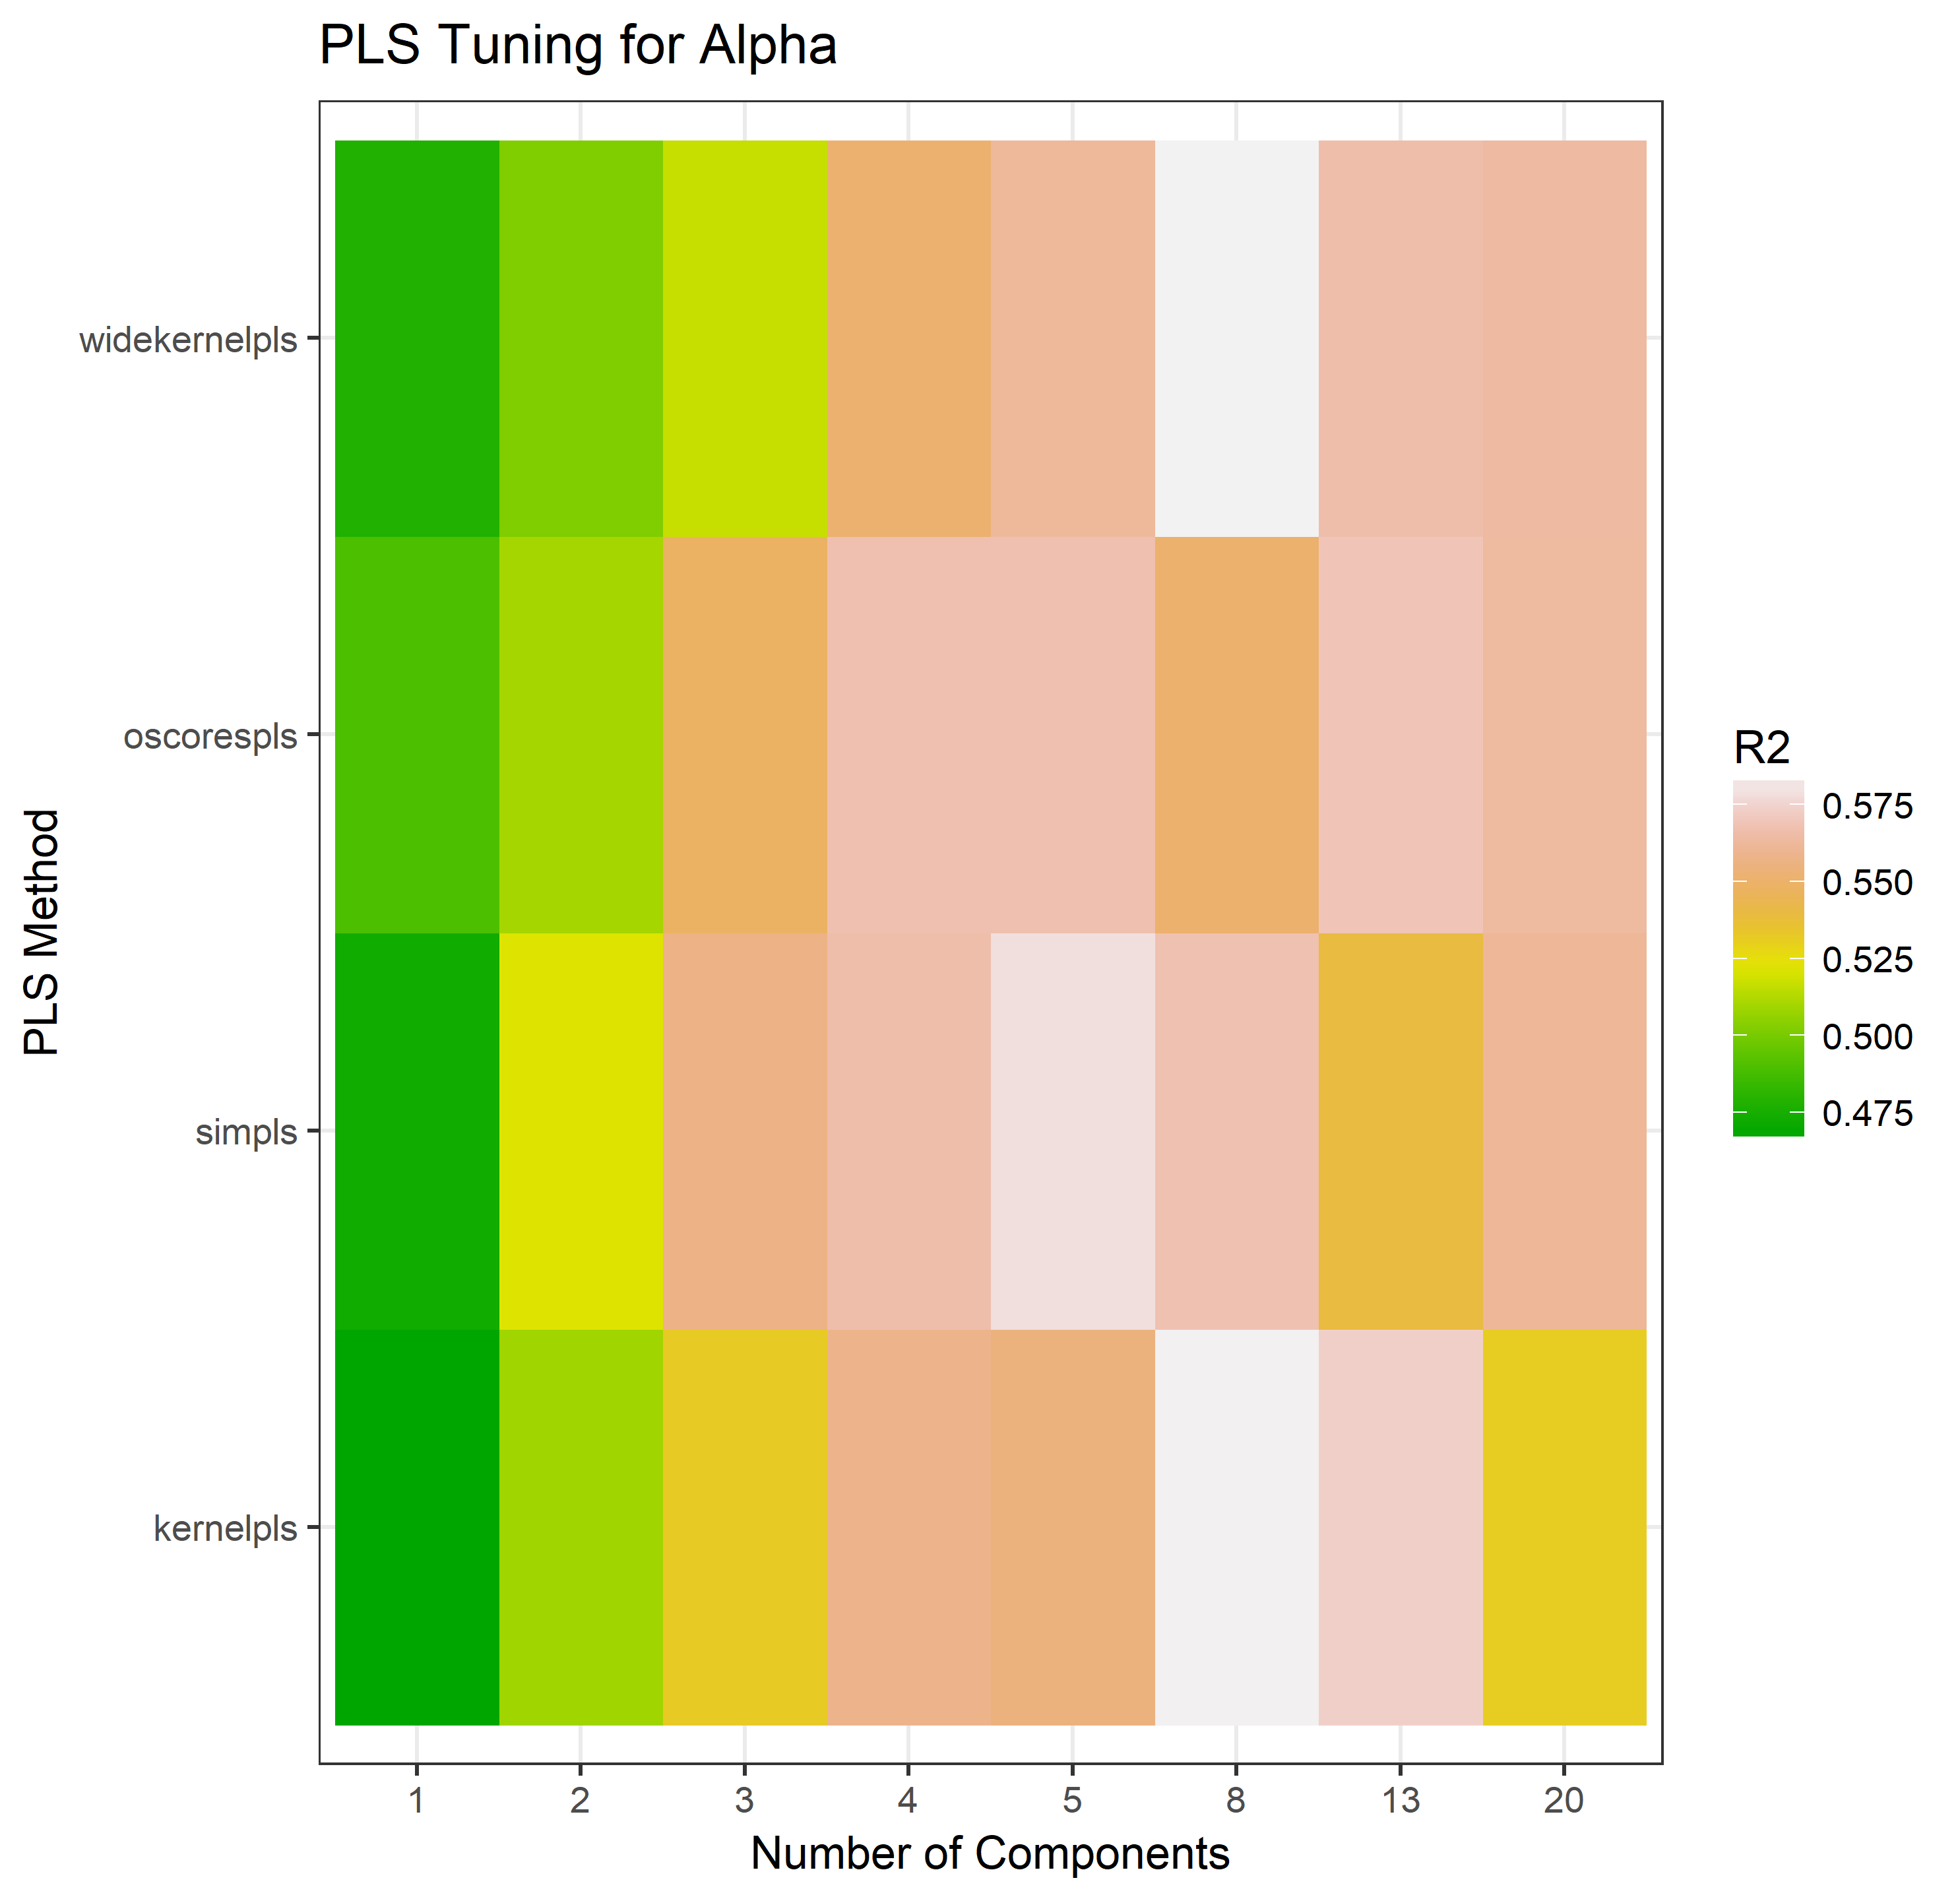 PLS Tuning for Alpha
PLS Method
widekernelpls
oscorespls
simpls
kernelpls
1 2 3 4 5 8 13 20
Number of Components
R2
0.575
0.550
0.525
0.500
0.475